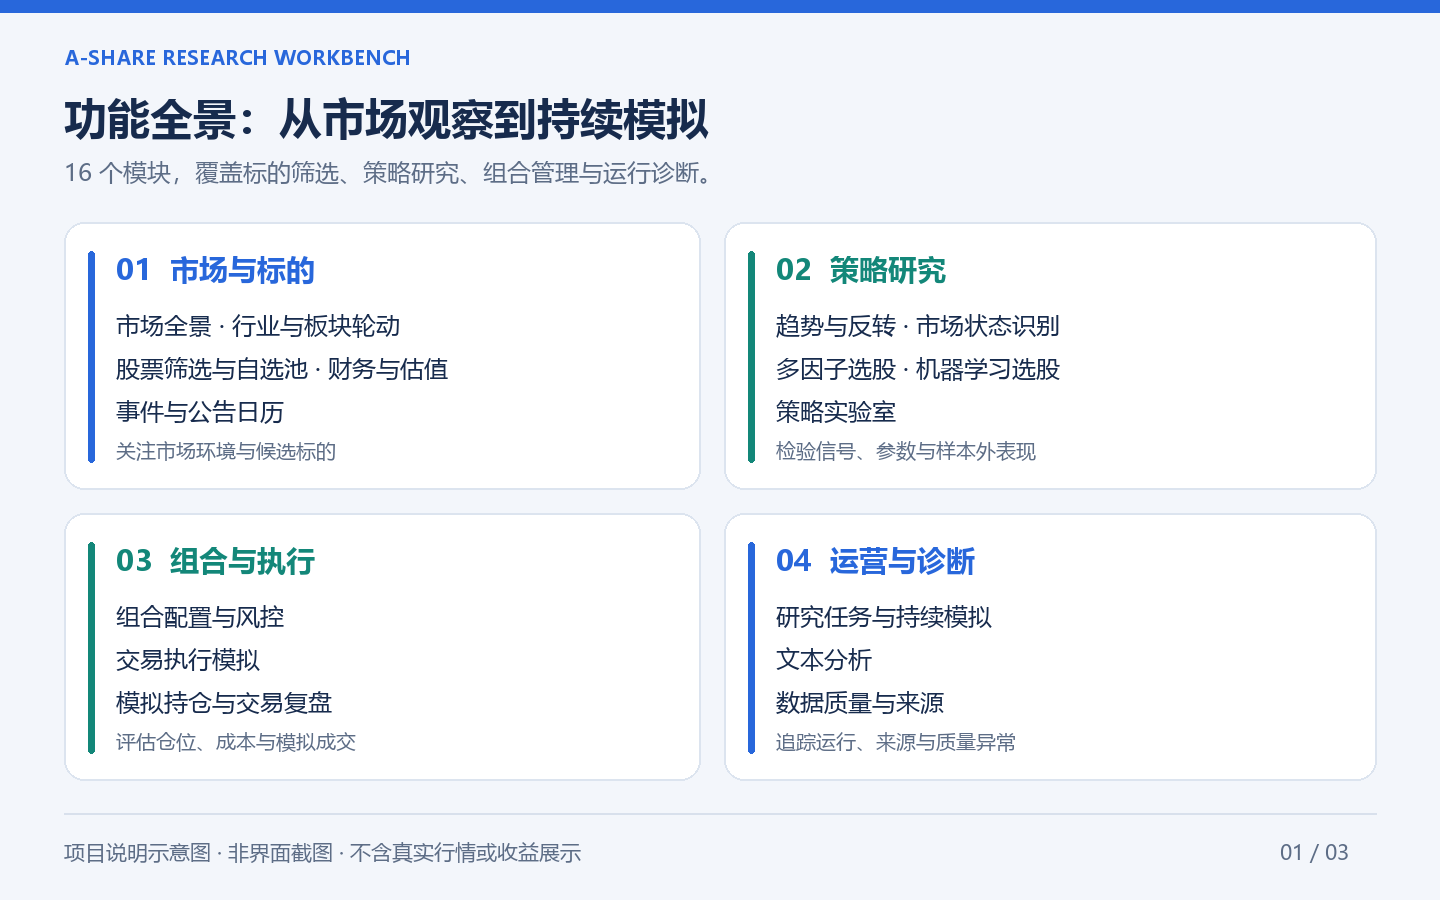 A-SHARE RESEARCH WORKBENCH
功能全景：从市场观察到持续模拟
16 个模块，覆盖标的筛选、策略研究、组合管理与运行诊断。
01 市场与标的
市场全景 · 行业与板块轮动
股票筛选与自选池 · 财务与估值
事件与公告日历
关注市场环境与候选标的
02 策略研究
趋势与反转 · 市场状态识别
多因子选股 · 机器学习选股
策略实验室
检验信号、参数与样本外表现
03 组合与执行
组合配置与风控
交易执行模拟
模拟持仓与交易复盘
评估仓位、成本与模拟成交
04 运营与诊断
研究任务与持续模拟
文本分析
数据质量与来源
追踪运行、来源与质量异常
项目说明示意图 · 非界面截图 · 不含真实行情或收益展示
01 / 03